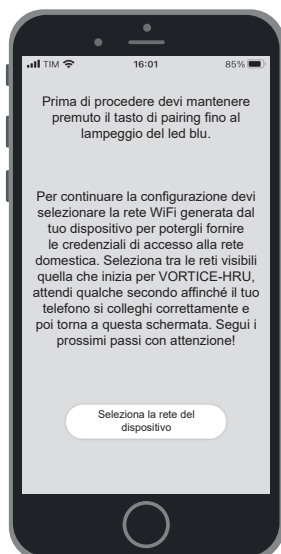 TIM 16:01 85%
Prima di procedere devi mantenere
premuto il tasto di pairing fino al
lampeggio del led blu.
Per continuare la configurazione devi
selezionare la rete WiFi generata dal
tuo dispositivo per potergli fornire
le credenziali di accesso alla rete
domestica. Seleziona tra le reti visibili
quella che inizia per VORTICE-HRU,
attendi qualche secondo affinché il tuo
telefono si colleghi correttamente e
poi torna a questa schermata. Segui i
prossimi passi con attenzione!
Seleziona la rete del
dispositivo